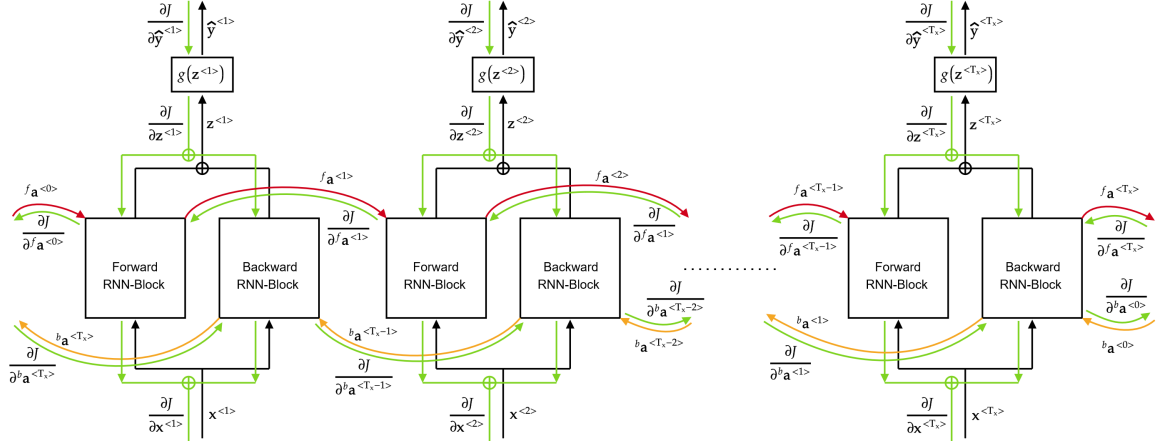 ∂J/∂ŷ^<1> ŷ^<1> ∂J/∂ŷ^<2> ŷ^<2> ∂J/∂ŷ^<Tₓ> ŷ^<Tₓ>
g(z^<1>) g(z^<2>) g(z^<Tₓ>)
∂J/∂z^<1> z^<1> ∂J/∂z^<2> z^<2> ∂J/∂z^<Tₓ> z^<Tₓ>
ᶠa^<0> ᶠa^<1> ᶠa^<2> ᶠa^<Tₓ−1> ᶠa^<Tₓ>
∂J/∂ᶠa^<0> ∂J/∂ᶠa^<1> ∂J/∂ᶠa^<1> ∂J/∂ᶠa^<Tₓ−1> ∂J/∂ᶠa^<Tₓ>
Forward Backward Forward Backward Forward Backward
RNN-Block RNN-Block RNN-Block RNN-Block RNN-Block RNN-Block
............
∂J/∂ᵇa^<Tₓ−2> ∂J/∂ᵇa^<0>
ᵇa^<Tₓ> ᵇa^<Tₓ−1> ᵇa^<Tₓ−2> ᵇa^<1> ᵇa^<0>
∂J/∂ᵇa^<Tₓ> ∂J/∂ᵇa^<Tₓ−1> ∂J/∂ᵇa^<1>
∂J/∂x^<1> x^<1> ∂J/∂x^<2> x^<2> ∂J/∂x^<Tₓ> x^<Tₓ>